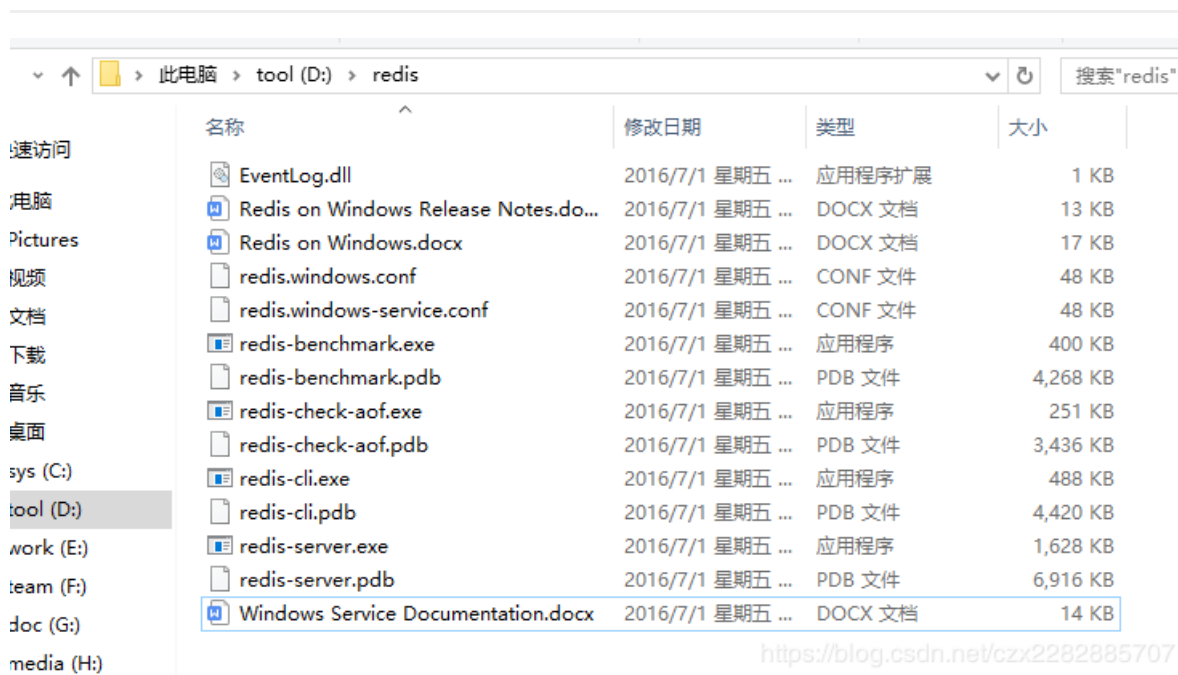 此电脑 › tool (D:) › redis 搜索"redis"
名称 修改日期 类型 大小
速访问
电脑
Pictures
视频
文档
下载
音乐
桌面
sys (C:)
tool (D:)
work (E:)
team (F:)
doc (G:)
media (H:)
EventLog.dll 2016/7/1 星期五 ... 应用程序扩展 1 KB
Redis on Windows Release Notes.do... 2016/7/1 星期五 ... DOCX 文档 13 KB
Redis on Windows.docx 2016/7/1 星期五 ... DOCX 文档 17 KB
redis.windows.conf 2016/7/1 星期五 ... CONF 文件 48 KB
redis.windows-service.conf 2016/7/1 星期五 ... CONF 文件 48 KB
redis-benchmark.exe 2016/7/1 星期五 ... 应用程序 400 KB
redis-benchmark.pdb 2016/7/1 星期五 ... PDB 文件 4,268 KB
redis-check-aof.exe 2016/7/1 星期五 ... 应用程序 251 KB
redis-check-aof.pdb 2016/7/1 星期五 ... PDB 文件 3,436 KB
redis-cli.exe 2016/7/1 星期五 ... 应用程序 488 KB
redis-cli.pdb 2016/7/1 星期五 ... PDB 文件 4,420 KB
redis-server.exe 2016/7/1 星期五 ... 应用程序 1,628 KB
redis-server.pdb 2016/7/1 星期五 ... PDB 文件 6,916 KB
Windows Service Documentation.docx 2016/7/1 星期五 ... DOCX 文档 14 KB
https://blog.csdn.net/czx2282885707